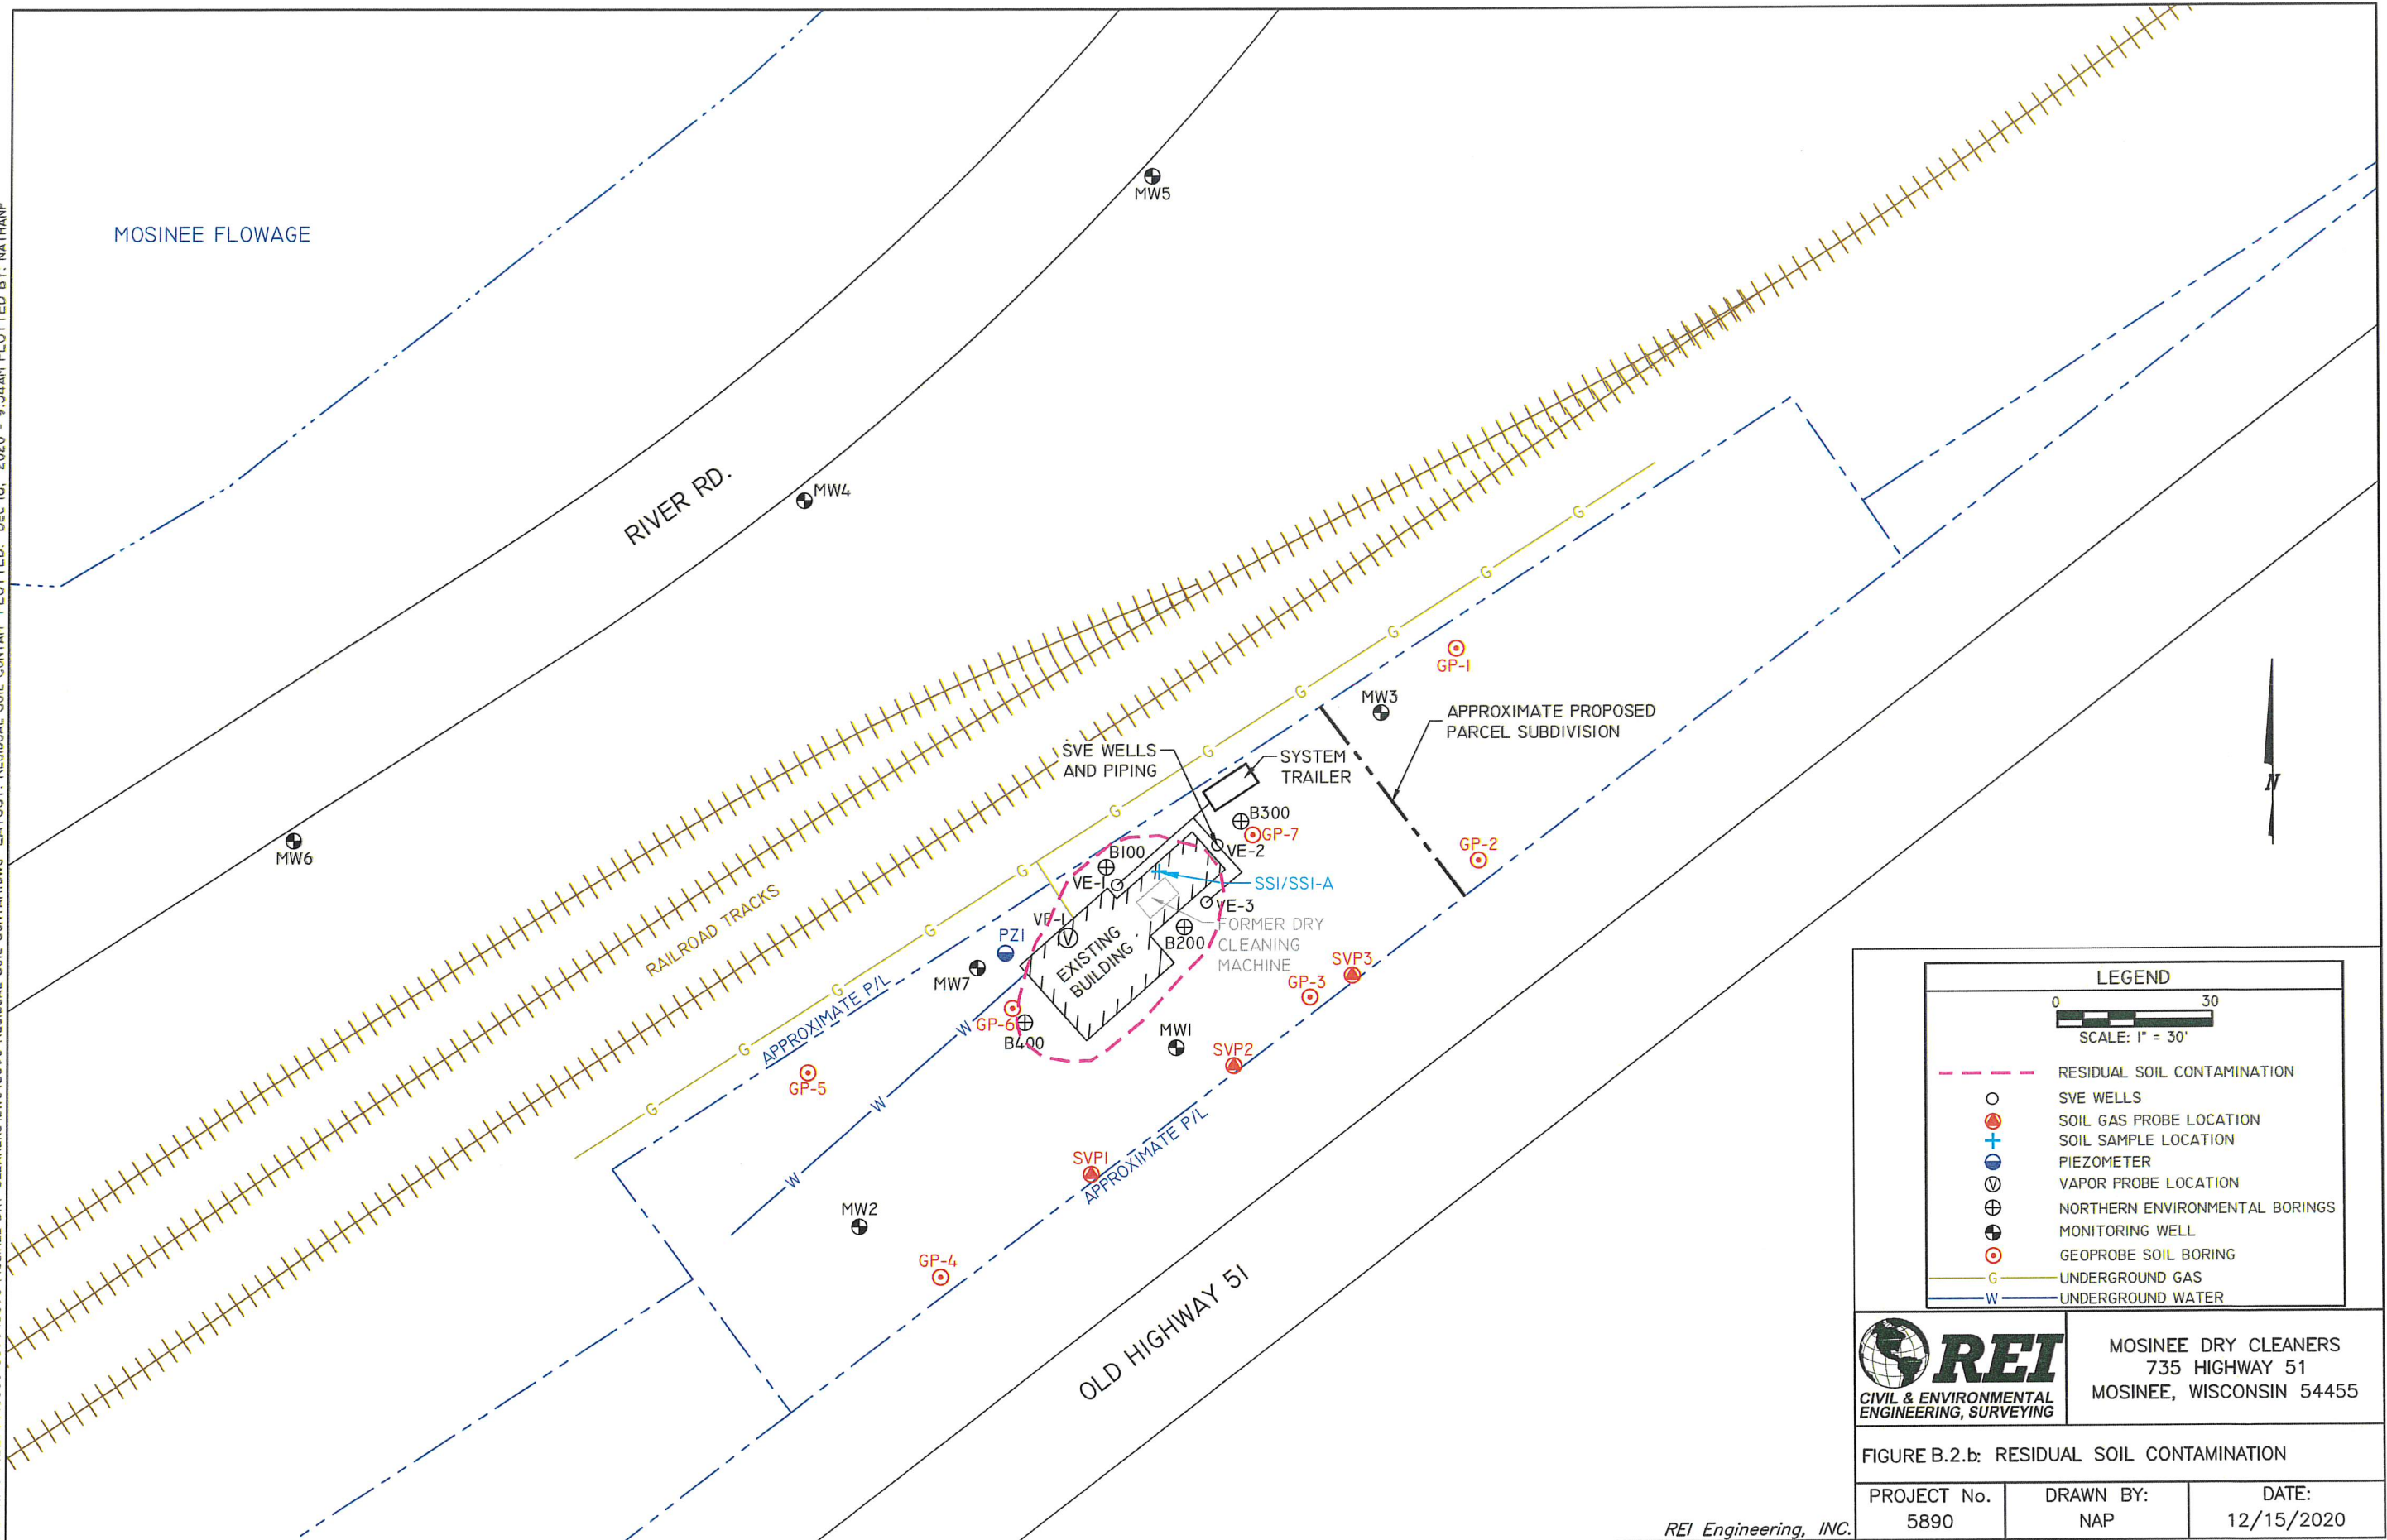 MOSINEE FLOWAGE
MW5
RIVER RD.
MW4
MW6
RAILROAD TRACKS
G
G
G
G
G
G
G
G
G
G
G
GP-1
MW3
APPROXIMATE PROPOSED
PARCEL SUBDIVISION
SVE WELLS
AND PIPING
SYSTEM
TRAILER
N
B300
GP-7
GP-2
B100
VE-2
VE-1
SS1/SS1-A
VE-3
FORMER DRY
CLEANING
MACHINE
B200
PZ1
EXISTING
BUILDING
MW7
SVP3
GP-3
GP-6
B400
W
W
W
APPROXIMATE P/L
MW1
SVP2
GP-5
SVP1
APPROXIMATE P/L
MW2
GP-4
OLD HIGHWAY 51
LEGEND
0 30
SCALE: 1" = 30'
RESIDUAL SOIL CONTAMINATION
SVE WELLS
SOIL GAS PROBE LOCATION
SOIL SAMPLE LOCATION
PIEZOMETER
V VAPOR PROBE LOCATION
NORTHERN ENVIRONMENTAL BORINGS
MONITORING WELL
GEOPROBE SOIL BORING
G UNDERGROUND GAS
W UNDERGROUND WATER
REI
CIVIL & ENVIRONMENTAL
ENGINEERING, SURVEYING
MOSINEE DRY CLEANERS
735 HIGHWAY 51
MOSINEE, WISCONSIN 54455
FIGURE B.2.b: RESIDUAL SOIL CONTAMINATION
PROJECT No.
5890
DRAWN BY:
NAP
DATE:
12/15/2020
REI Engineering, INC.